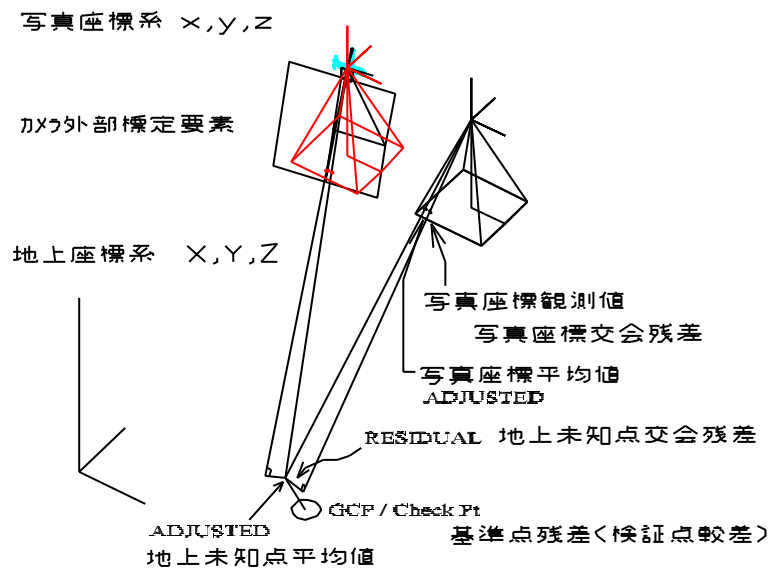 写真座標系 x,y,z
カメラ外部標定要素
地上座標系 X,Y,Z
写真座標観測値
写真座標交会残差
写真座標平均値
ADJUSTED
RESIDUAL 地上未知点交会残差
GCP / Check Pt
ADJUSTED
基準点残差(検証点較差)
地上未知点平均値